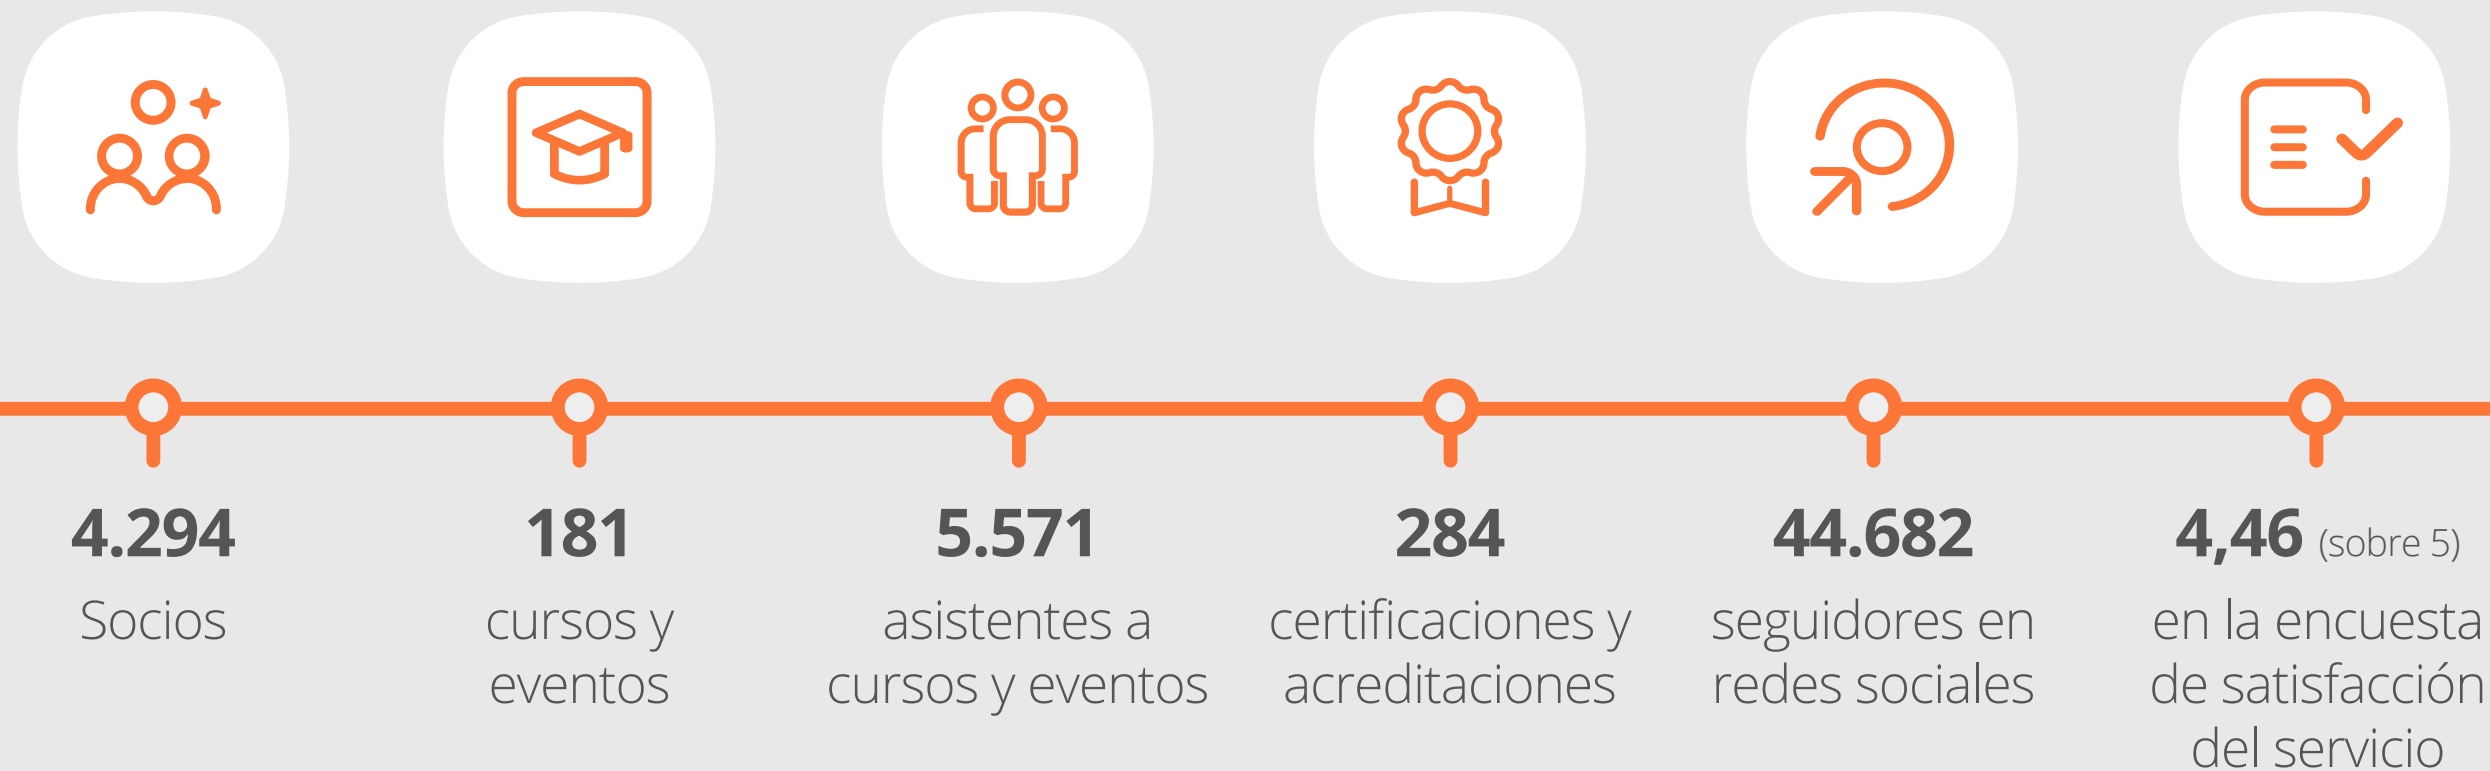 4.294
Socios
181
cursos y
eventos
5.571
asistentes a
cursos y eventos
284
certificaciones y
acreditaciones
44.682
seguidores en
redes sociales
4,46 (sobre 5)
en la encuesta
de satisfacción
del servicio